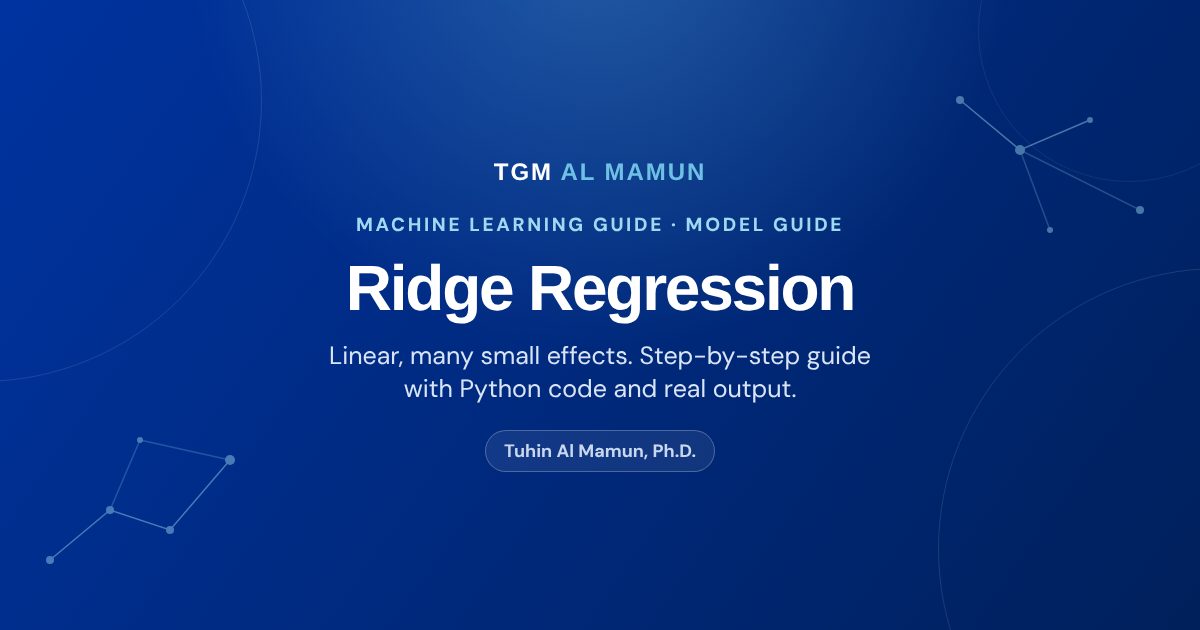 TGM AL MAMUN
MACHINE LEARNING GUIDE · MODEL GUIDE
Ridge Regression
Linear, many small effects. Step-by-step guide
with Python code and real output.
Tuhin Al Mamun, Ph.D.